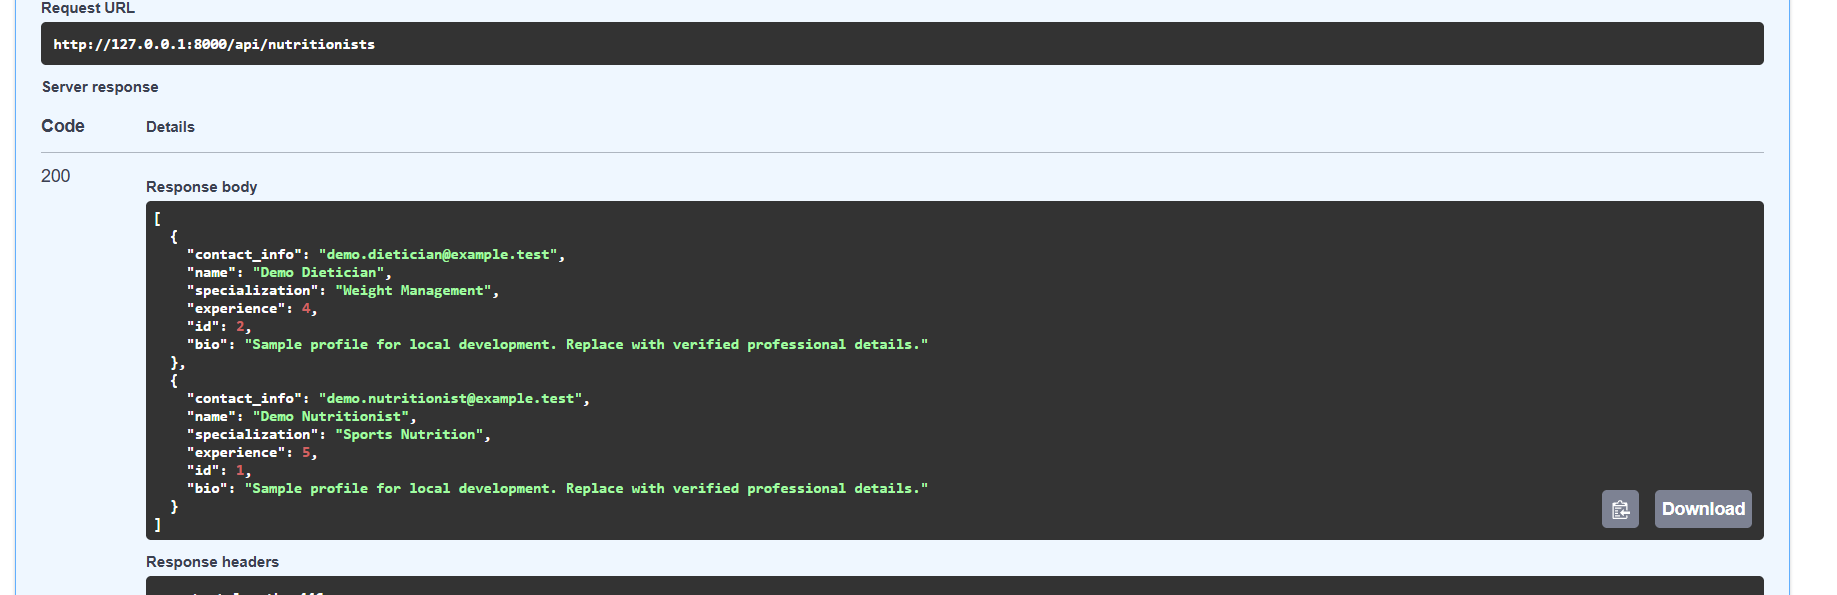 Request URL
http://127.0.0.1:8000/api/nutritionists
Server response
Code Details
200
Response body
[
  {
    "contact_info": "demo.dietician@example.test",
    "name": "Demo Dietician",
    "specialization": "Weight Management",
    "experience": 4,
    "id": 2,
    "bio": "Sample profile for local development. Replace with verified professional details."
  },
  {
    "contact_info": "demo.nutritionist@example.test",
    "name": "Demo Nutritionist",
    "specialization": "Sports Nutrition",
    "experience": 5,
    "id": 1,
    "bio": "Sample profile for local development. Replace with verified professional details."
  }
]
Download
Response headers